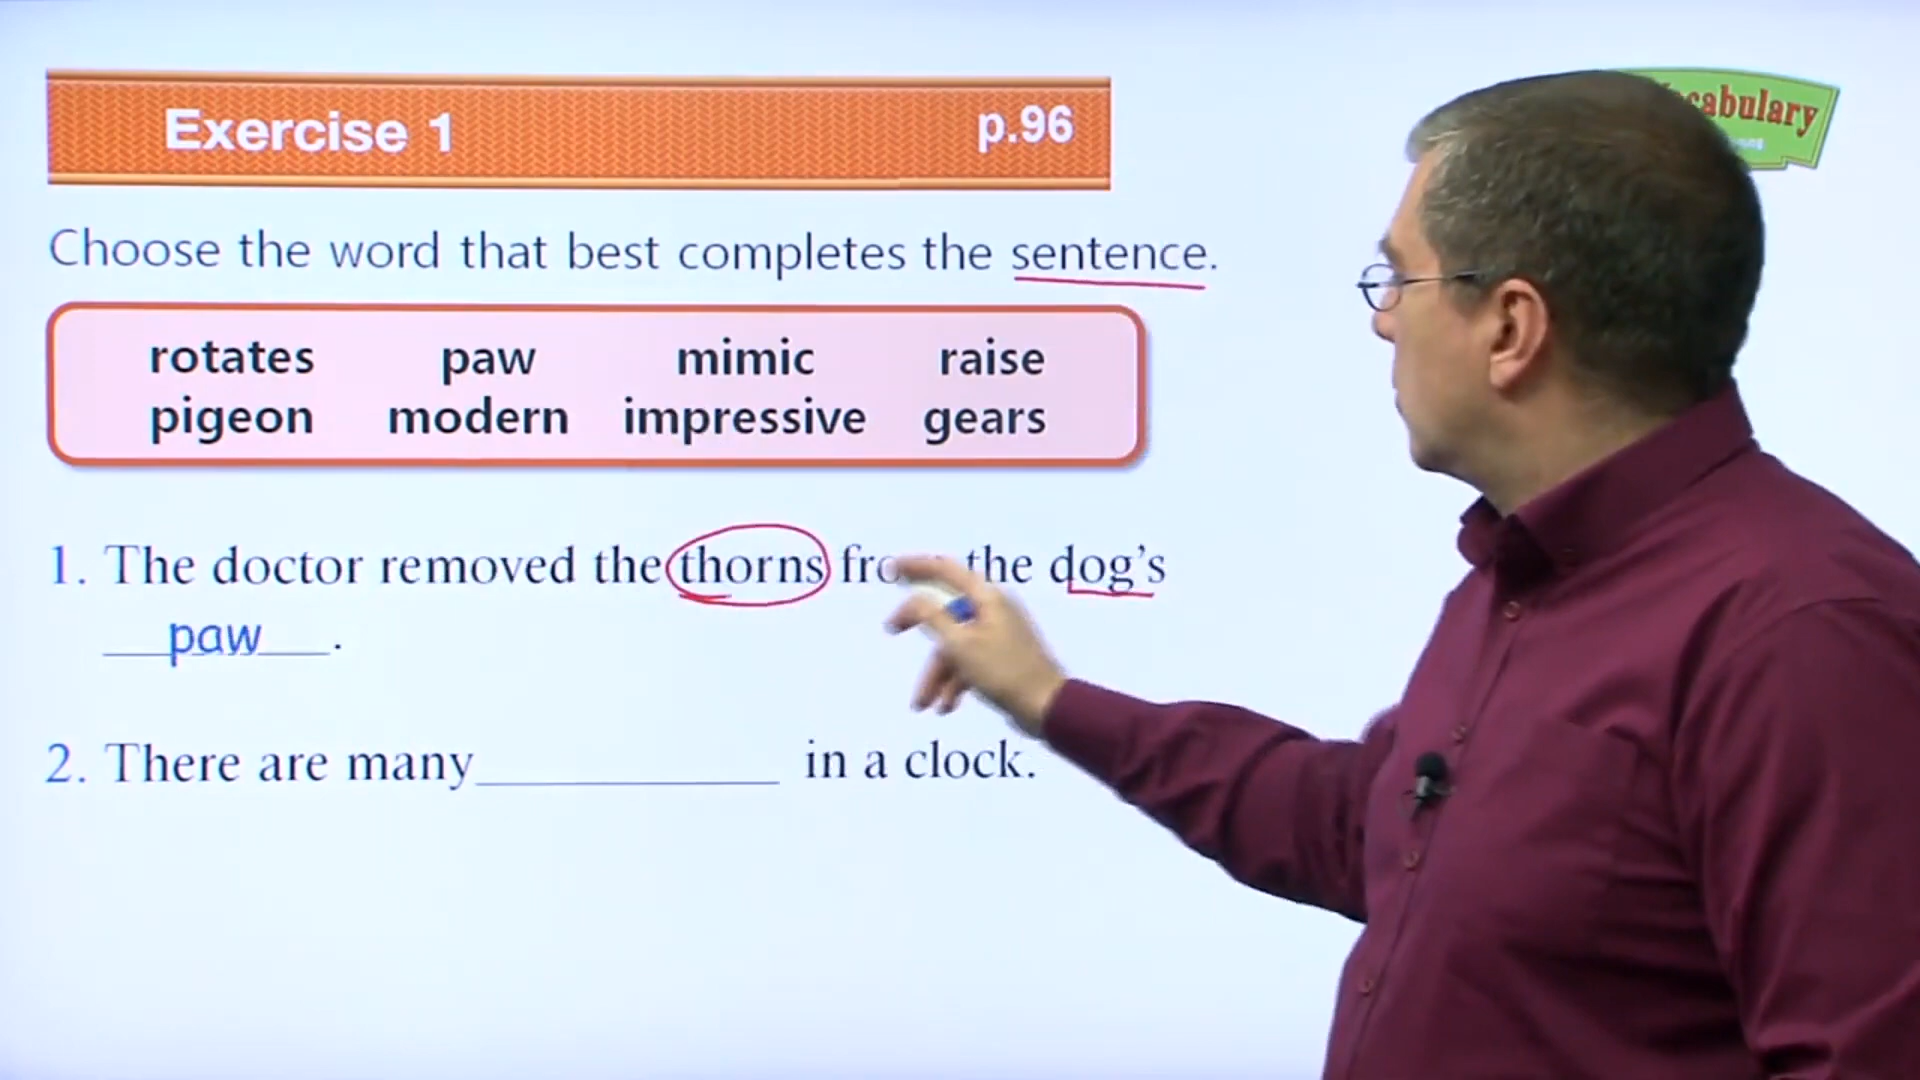 Exercise 1 p.96
Choose the word that best completes the sentence.
rotates paw mimic raise
pigeon modern impressive gears
1. The doctor removed the thorns the dog's
paw.
2. There are many__________ in a clock.